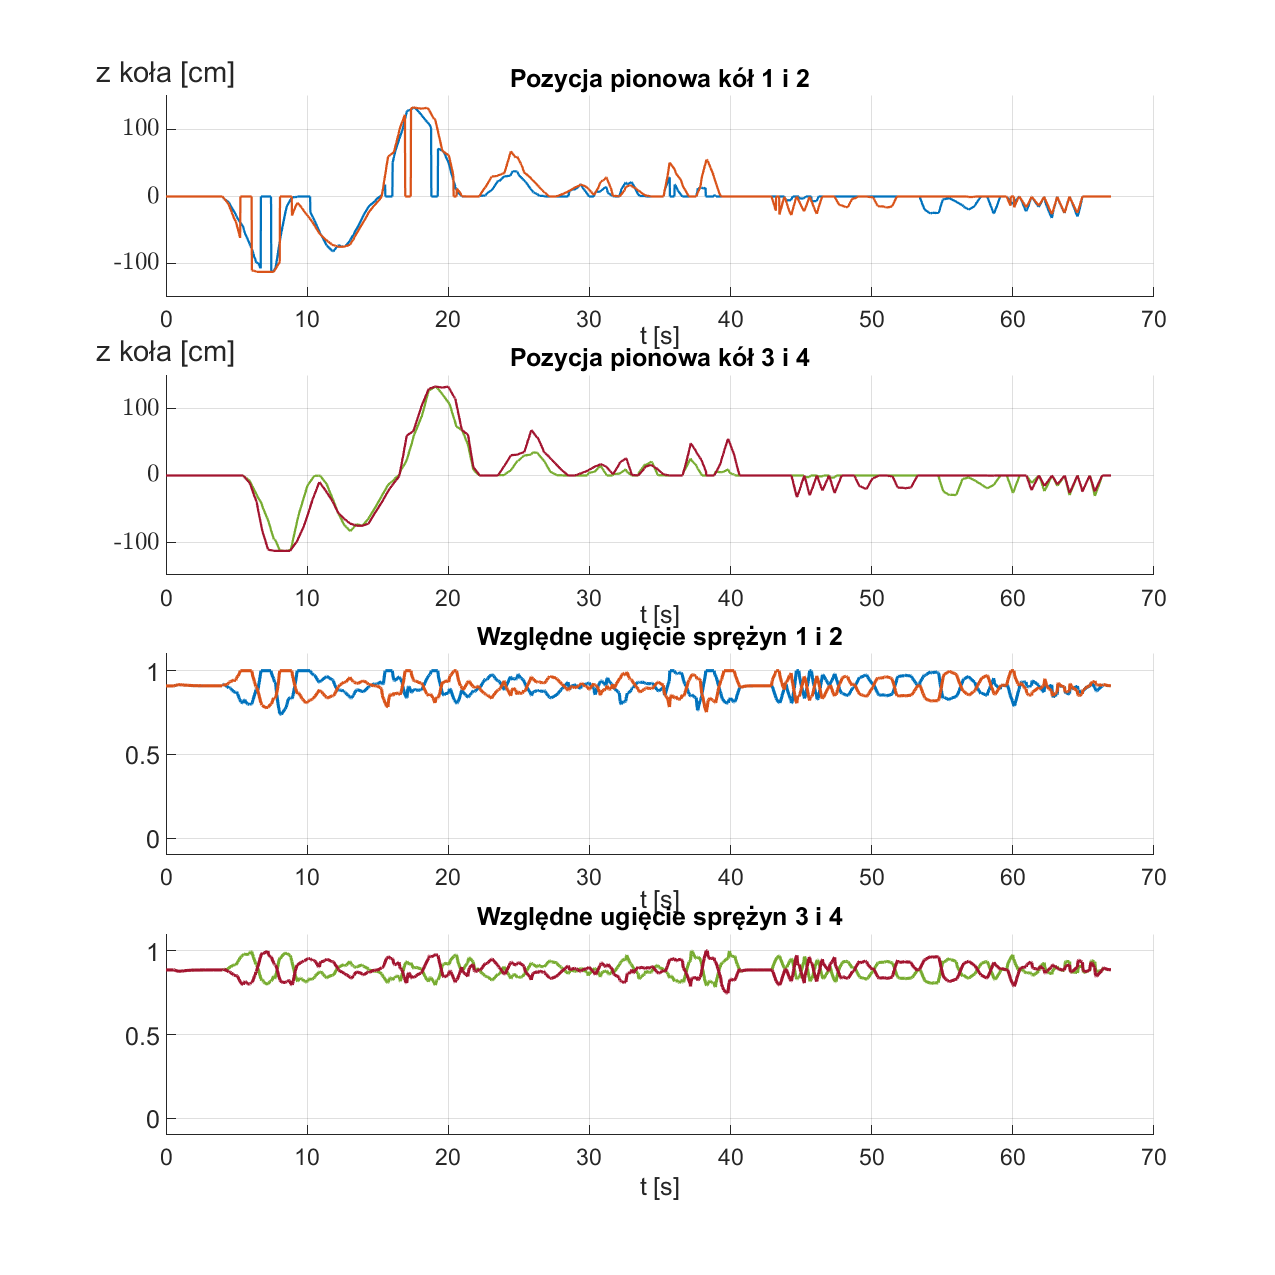 z koła [cm]
Pozycja pionowa kół 1 i 2
100
0
-100
0 10 20 30 40 50 60 70
t [s]
z koła [cm]
Pozycja pionowa kół 3 i 4
100
0
-100
0 10 20 30 40 50 60 70
t [s]
Względne ugięcie sprężyn 1 i 2
1
0.5
0
0 10 20 30 40 50 60 70
t [s]
Względne ugięcie sprężyn 3 i 4
1
0.5
0
0 10 20 30 40 50 60 70
t [s]